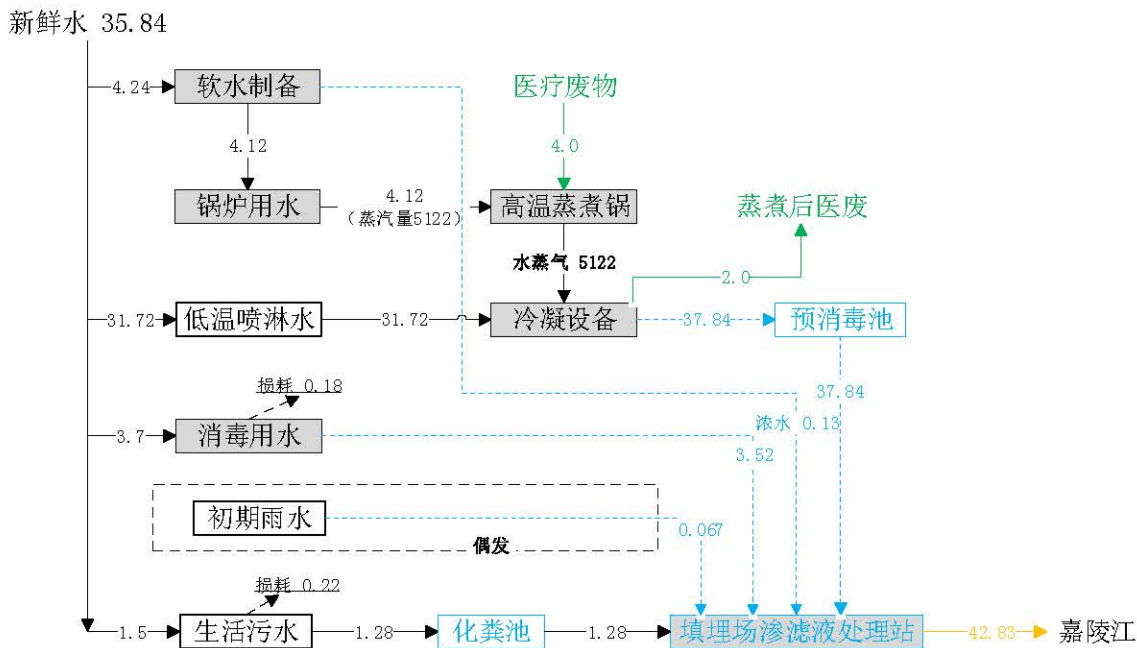 新鲜水 35.84
4.24
软水制备
医疗废物
4.12
4.0
锅炉用水
4.12
（蒸汽量5122）
高温蒸煮锅
蒸煮后医废
水蒸气 5122
2.0
31.72
低温喷淋水
31.72
冷凝设备
37.84
预消毒池
损耗 0.18
37.84
3.7
消毒用水
浓水 0.13
3.52
初期雨水
0.067
偶发
损耗 0.22
1.5
生活污水
1.28
化粪池
1.28
填埋场渗滤液处理站
42.83
嘉陵江